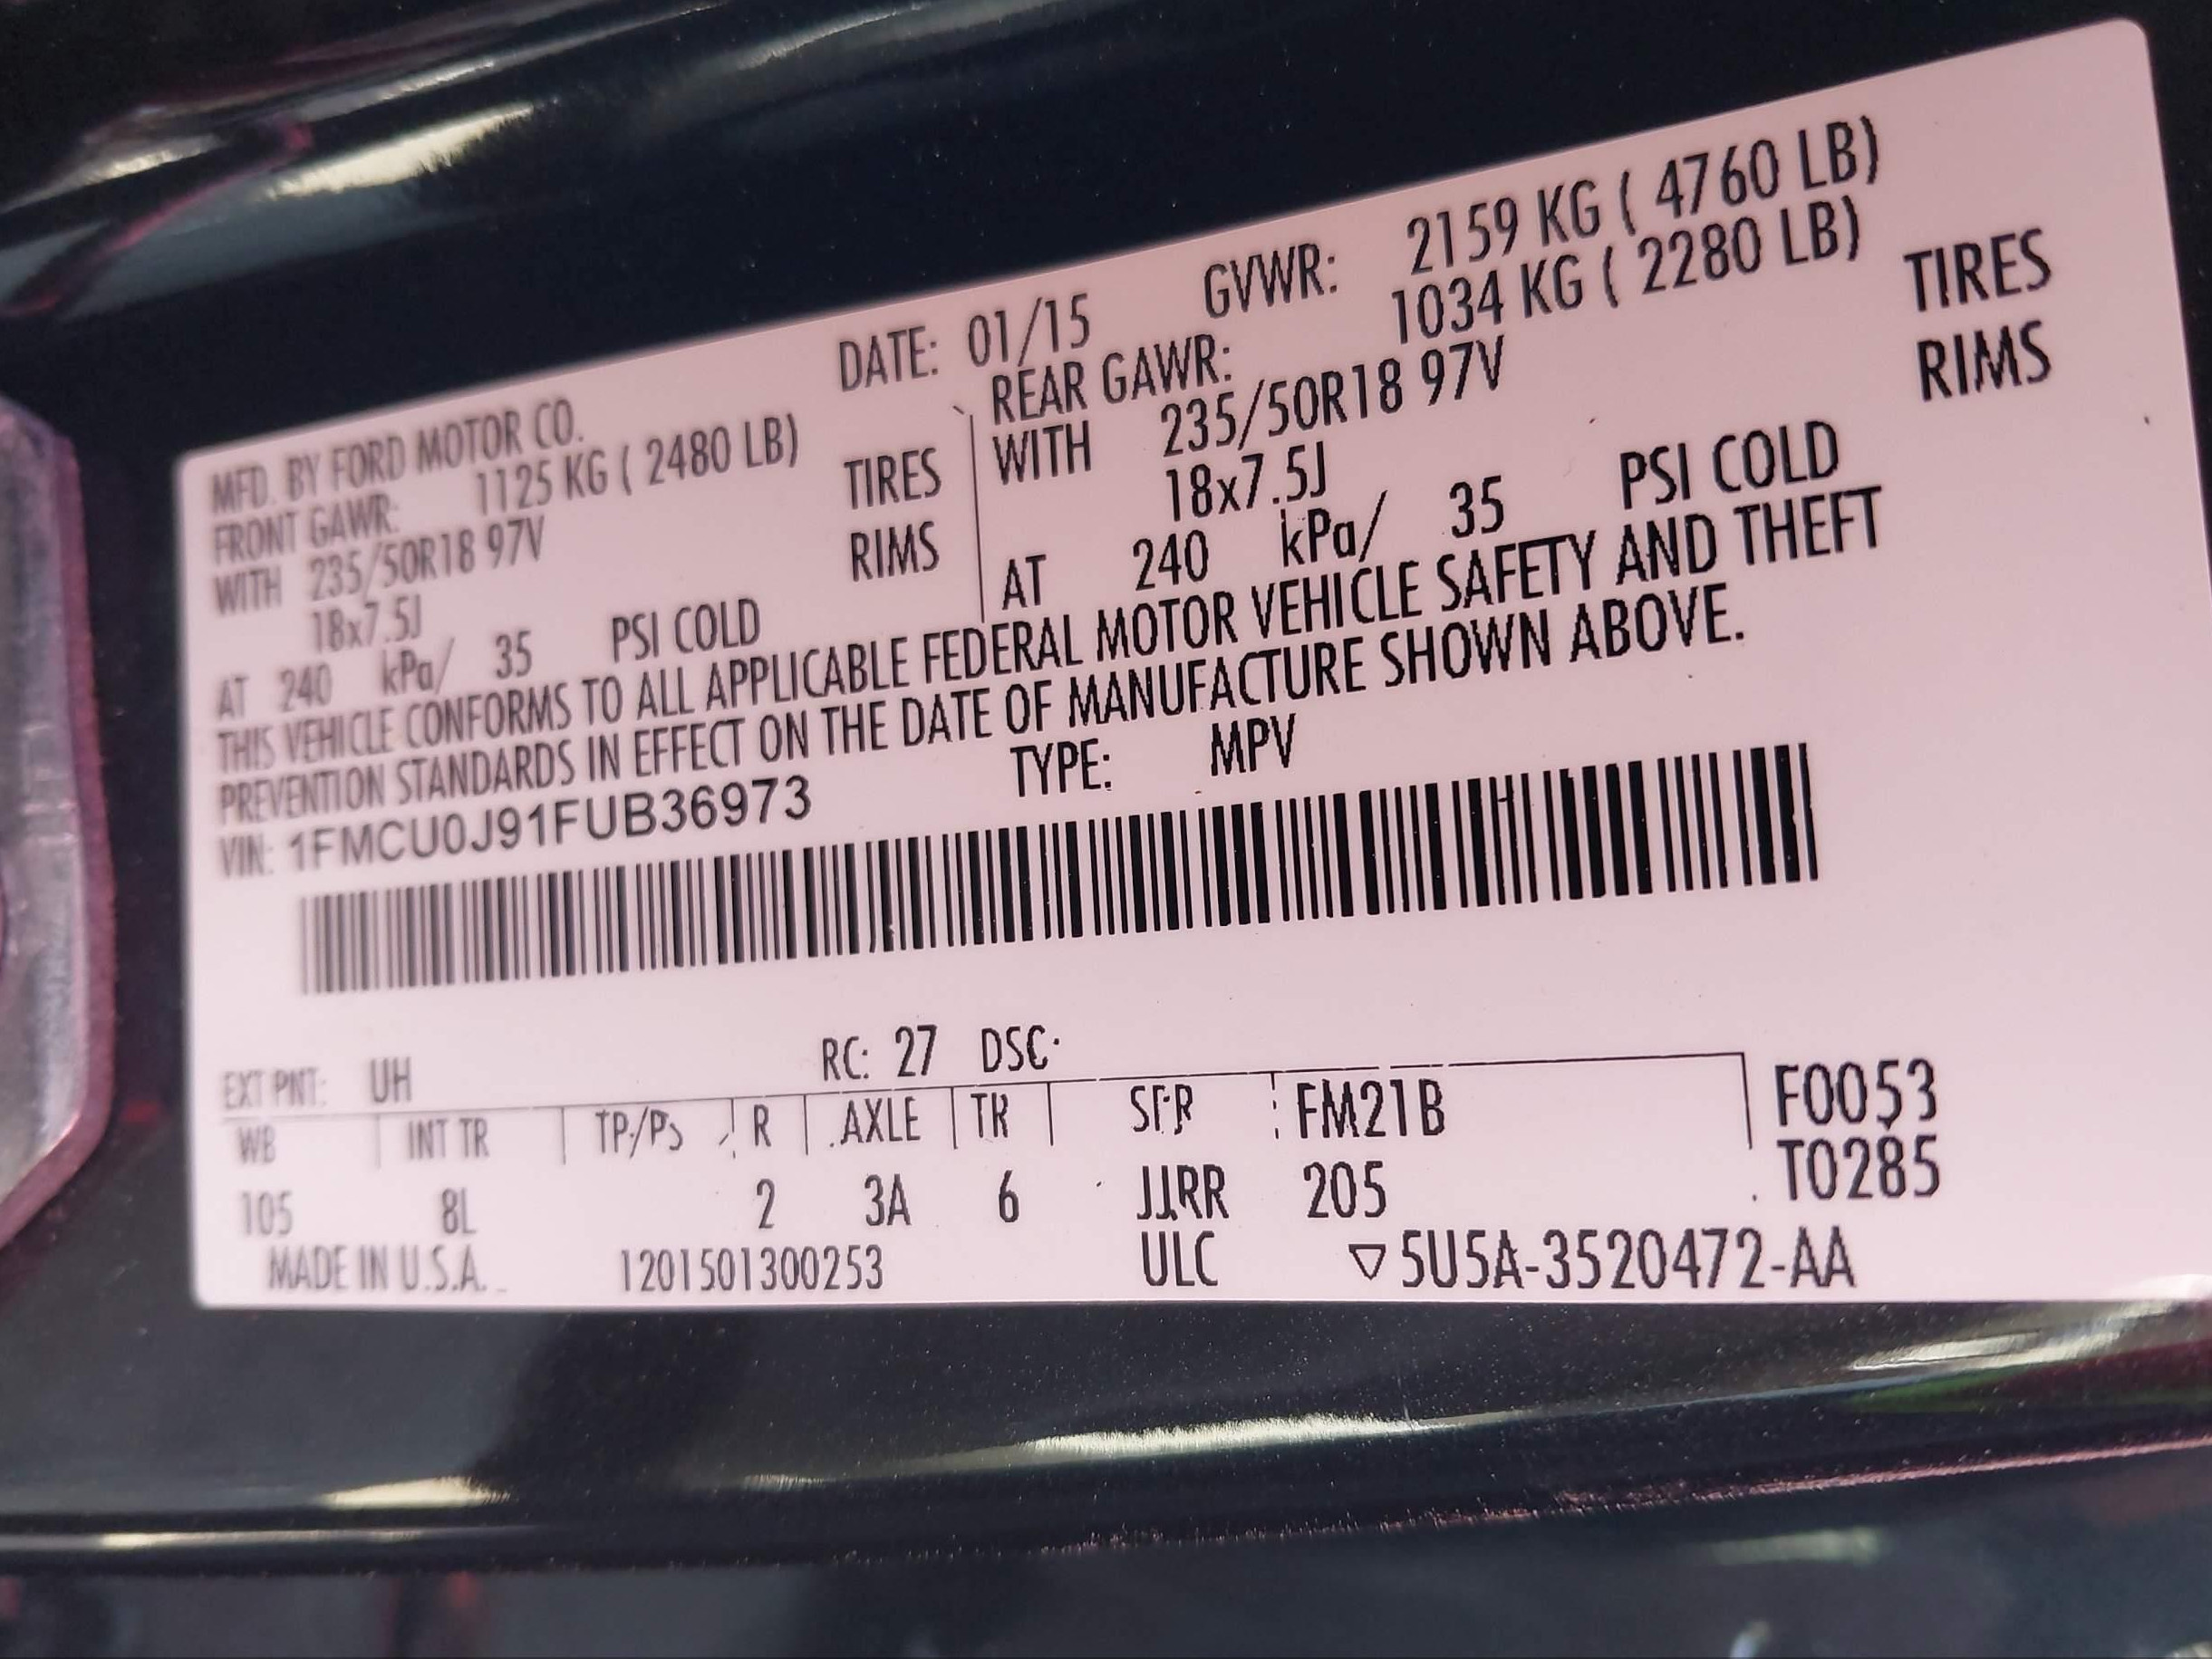 MFD. BY FORD MOTOR CO. DATE: 01/15 GVWR: 2159 KG ( 4760 LB)
FRONT GAWR: 1125 KG ( 2480 LB) REAR GAWR: 1034 KG ( 2280 LB)
WITH 235/50R18 97V TIRES WITH 235/50R18 97V TIRES
18x7.5J RIMS 18x7.5J RIMS
AT 240 kPa/ 35 PSI COLD AT 240 kPa/ 35 PSI COLD
THIS VEHICLE CONFORMS TO ALL APPLICABLE FEDERAL MOTOR VEHICLE SAFETY AND THEFT
PREVENTION STANDARDS IN EFFECT ON THE DATE OF MANUFACTURE SHOWN ABOVE.
VIN: 1FMCU0J91FUB36973 TYPE: MPV
EXT PNT: UH RC: 27 DSC:
WB INT TR TP/PS R AXLE TR SPR FM21B F0053
105 8L 2 3A 6 JJRR 205 T0285
MADE IN U.S.A. 1201501300253 ULC ▽5U5A-3520472-AA